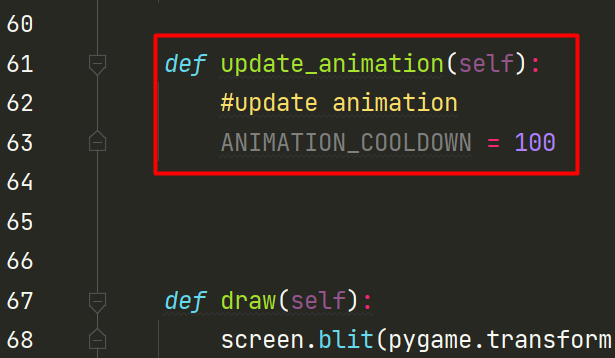 60
61 def update_animation(self):
62 #update animation
63 ANIMATION_COOLDOWN = 100
64
65
66
67 def draw(self):
68 screen.blit(pygame.transform